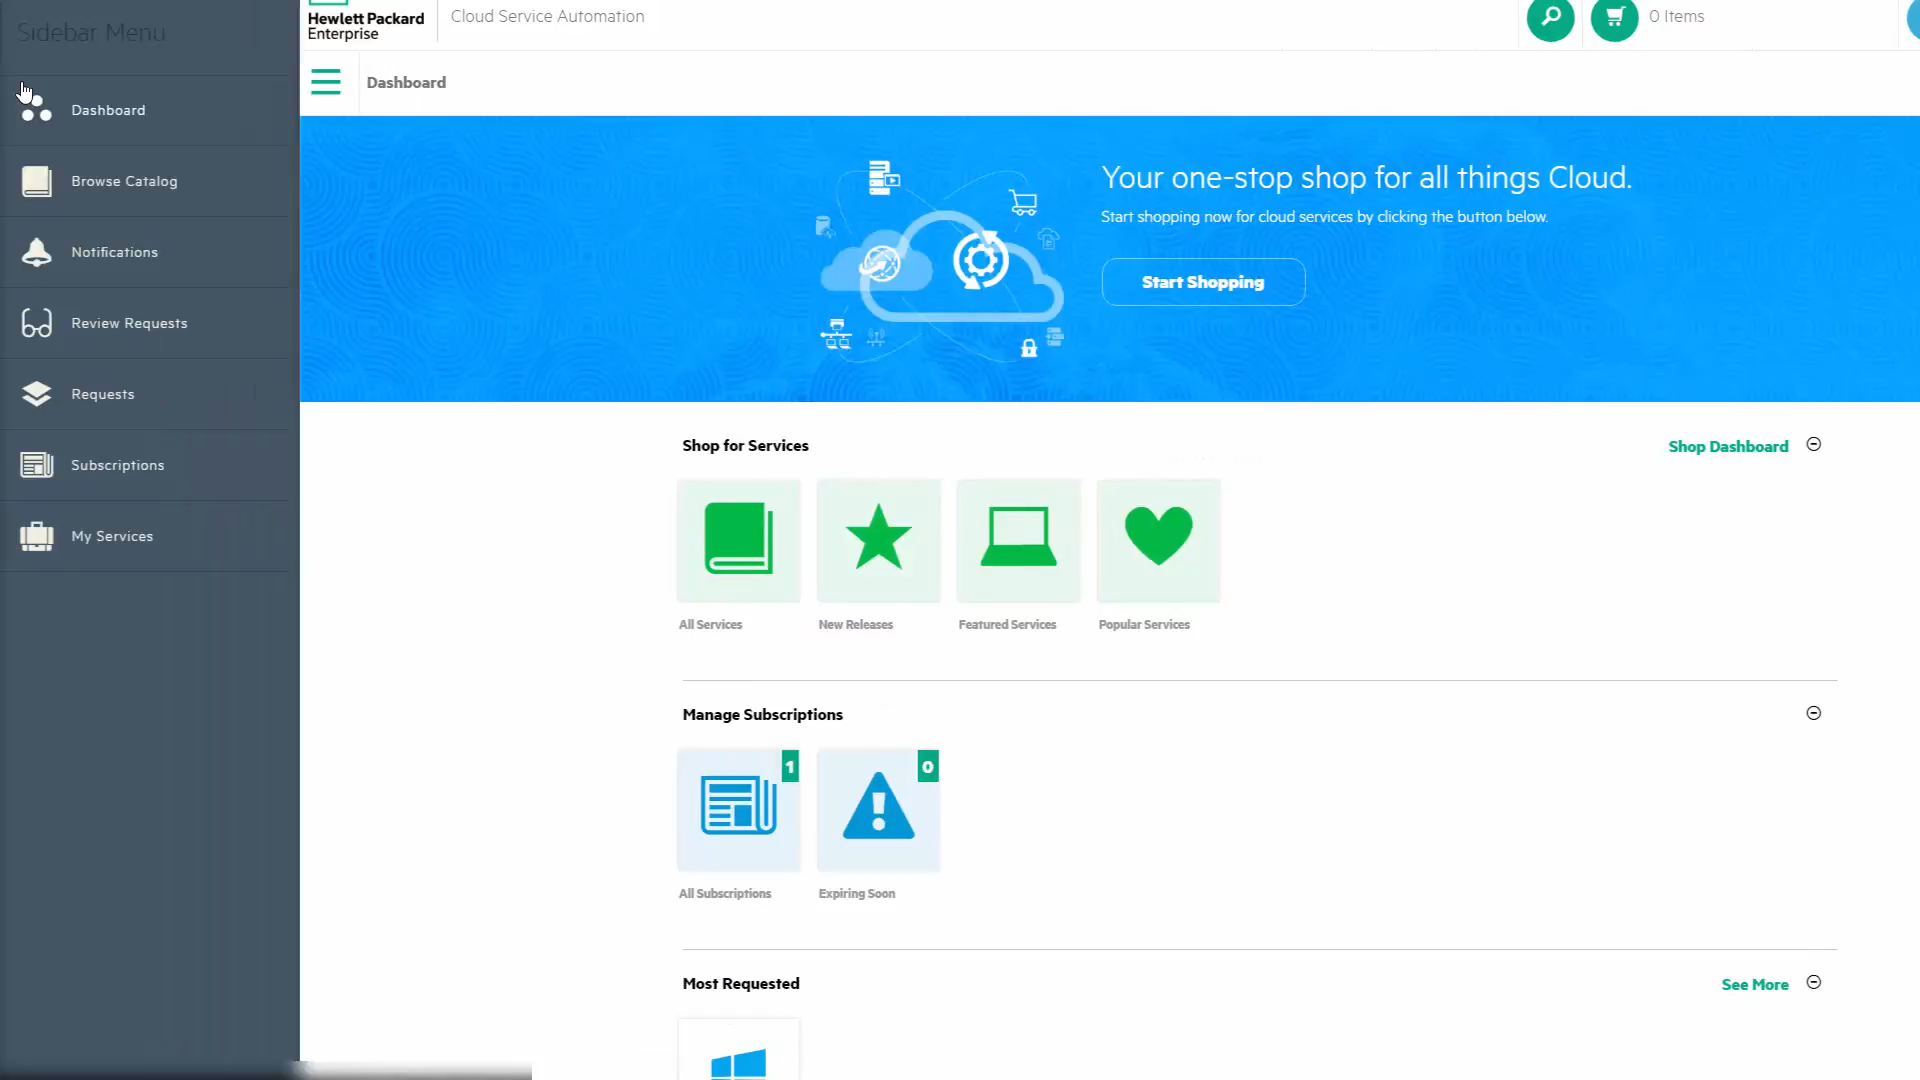 Sidebar Menu
Dashboard
Browse Catalog
Notifications
Review Requests
Requests
Subscriptions
My Services
Hewlett Packard
Enterprise
Cloud Service Automation
0 Items
Dashboard
Your one-stop shop for all things Cloud.
Start shopping now for cloud services by clicking the button below.
Start Shopping
Shop for Services
Shop Dashboard
All Services
New Releases
Featured Services
Popular Services
Manage Subscriptions
1
0
All Subscriptions
Expiring Soon
Most Requested
See More